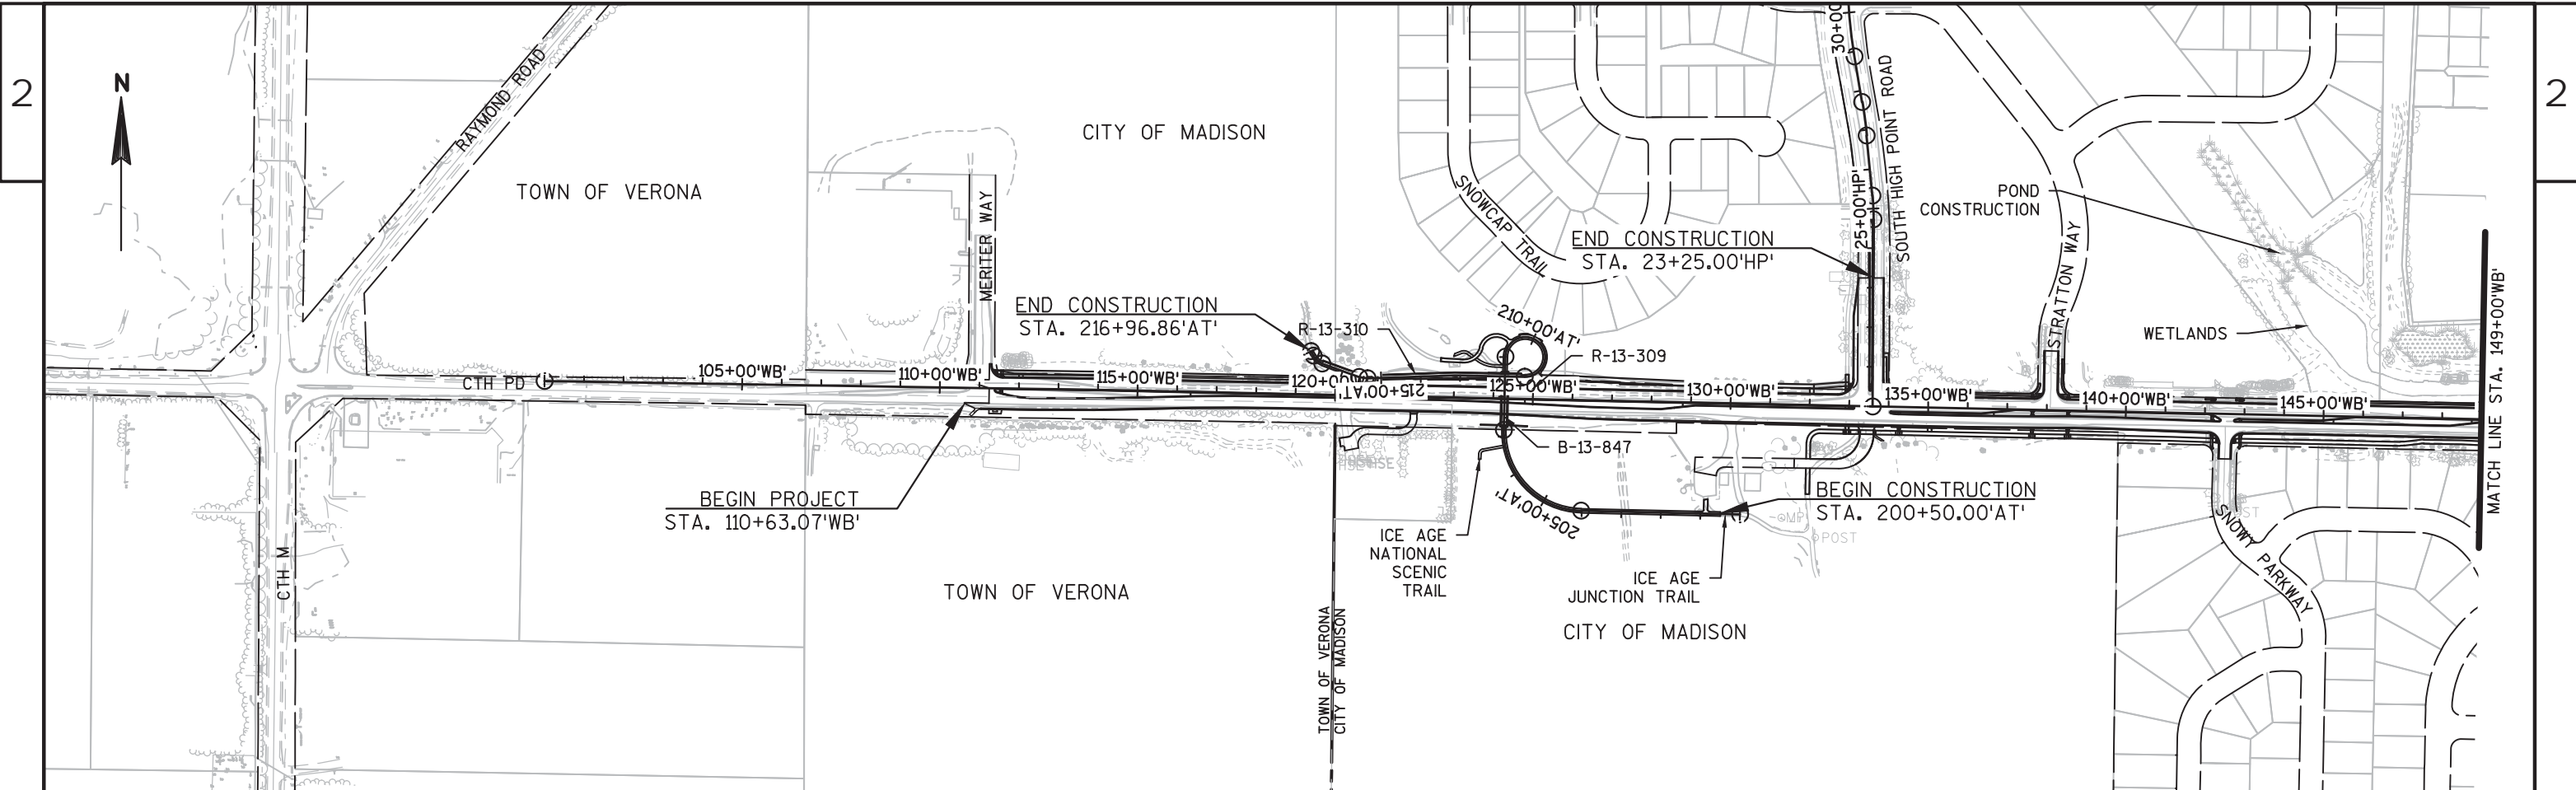 2
2
N
RAYMOND ROAD
TOWN OF VERONA
CITY OF MADISON
MERITER WAY
SNOWCAP TRAIL
30+00
25+00'HP'
SOUTH HIGH POINT ROAD
POND
CONSTRUCTION
STRATTON WAY
WETLANDS
MATCH LINE STA. 149+00'WB'
END CONSTRUCTION
STA. 23+25.00'HP'
END CONSTRUCTION
STA. 216+96.86'AT'
R-13-310
210+00'AT'
R-13-309
CTH PD
105+00'WB'
110+00'WB'
115+00'WB'
120+00
215+00'AT'
125+00'WB'
130+00'WB'
135+00'WB'
140+00'WB'
145+00'WB'
B-13-847
BEGIN PROJECT
STA. 110+63.07'WB'
205+00'AT'
BEGIN CONSTRUCTION
STA. 200+50.00'AT'
POST
ICE AGE
NATIONAL
SCENIC
TRAIL
ICE AGE
JUNCTION TRAIL
CTH M
TOWN OF VERONA
TOWN OF VERONA
CITY OF MADISON
CITY OF MADISON
SNOWY PARKWAY